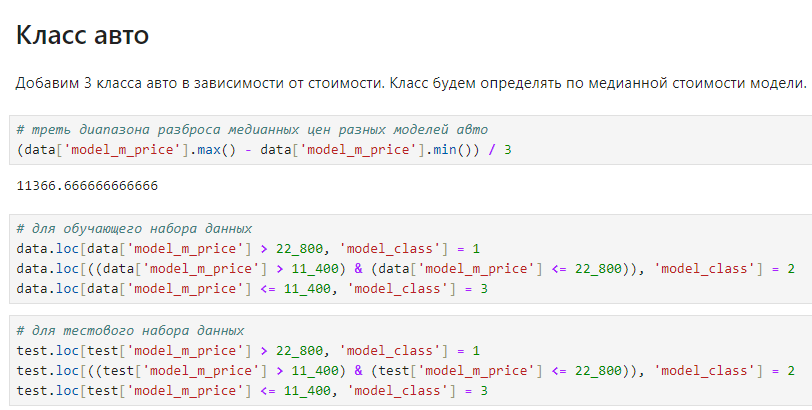 Класс авто
Добавим 3 класса авто в зависимости от стоимости. Класс будем определять по медианной стоимости модели.
# треть диапазона разброса медианных цен разных моделей авто
(data['model_m_price'].max() - data['model_m_price'].min()) / 3
11366.666666666666
# для обучающего набора данных
data.loc[data['model_m_price'] > 22_800, 'model_class'] = 1
data.loc[((data['model_m_price'] > 11_400) & (data['model_m_price'] <= 22_800)), 'model_class'] = 2
data.loc[data['model_m_price'] <= 11_400, 'model_class'] = 3
# для тестового набора данных
test.loc[test['model_m_price'] > 22_800, 'model_class'] = 1
test.loc[((test['model_m_price'] > 11_400) & (test['model_m_price'] <= 22_800)), 'model_class'] = 2
test.loc[test['model_m_price'] <= 11_400, 'model_class'] = 3